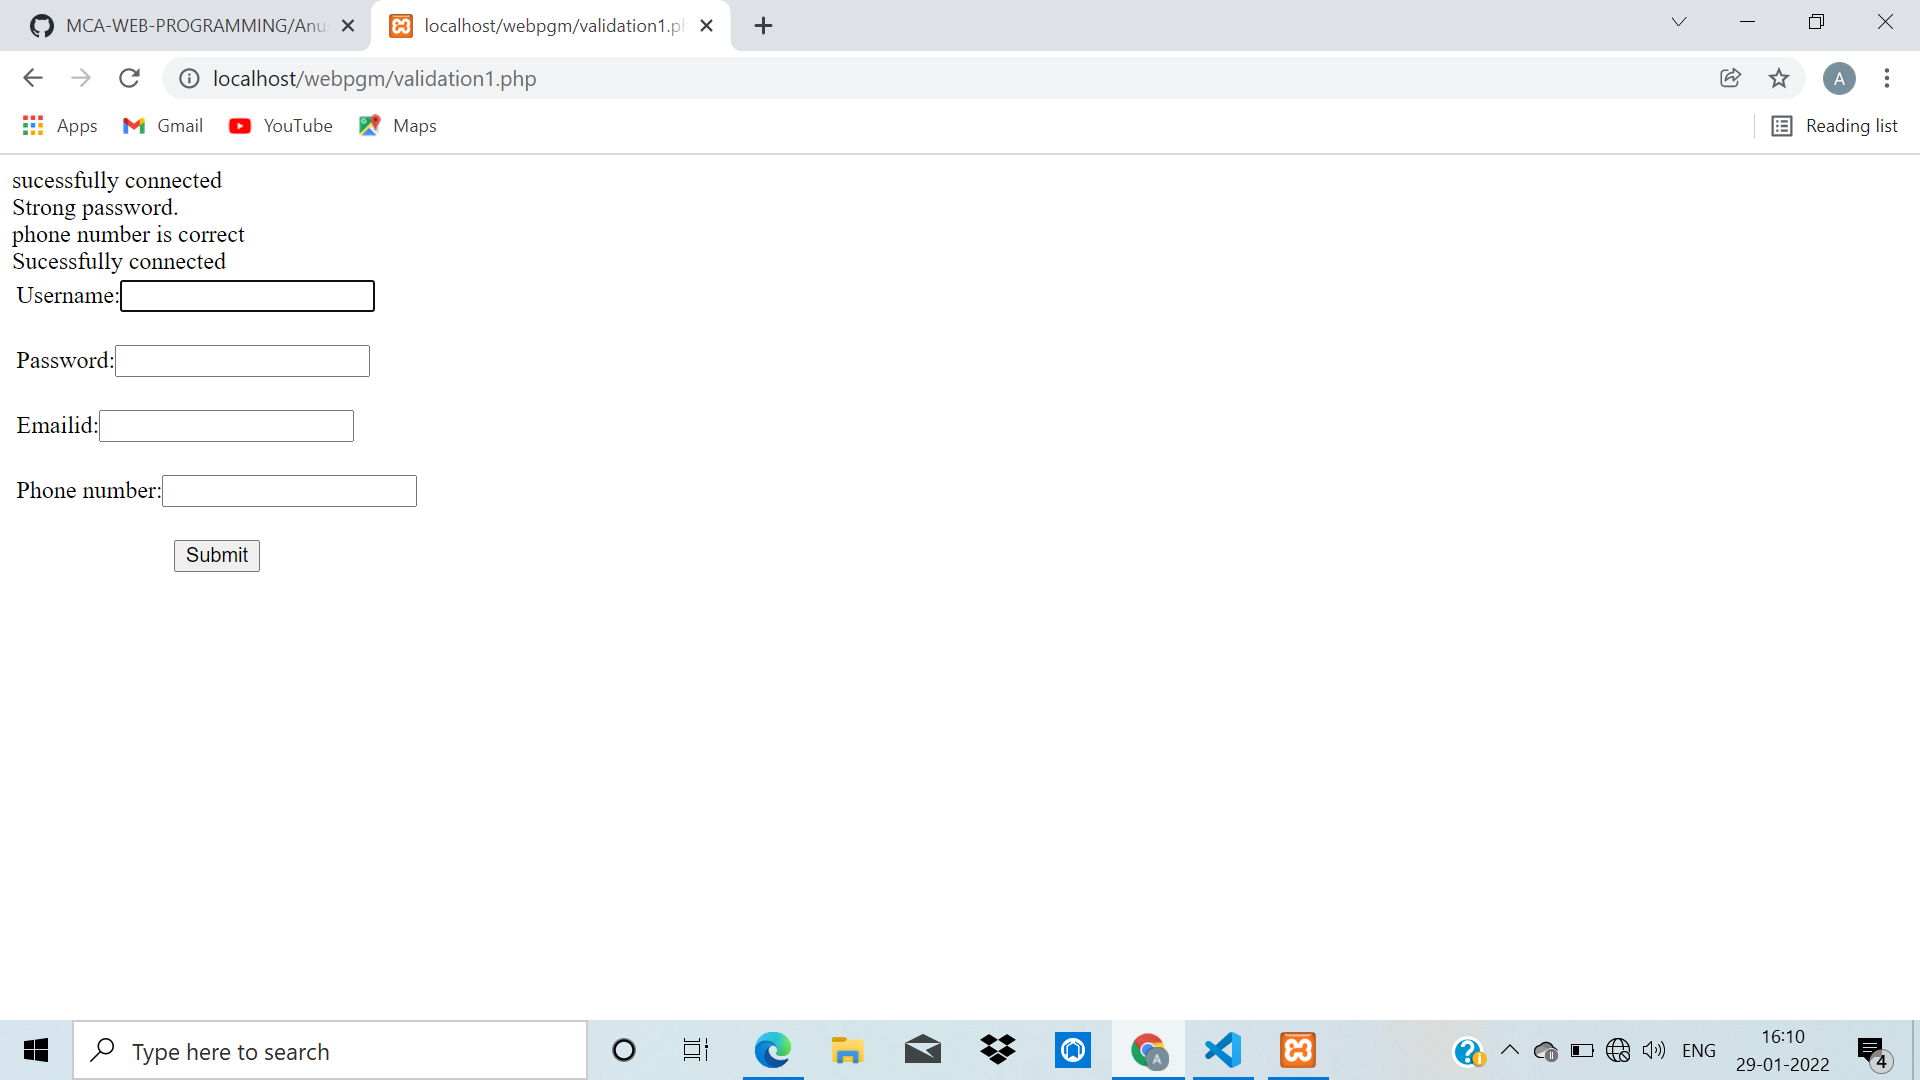 MCA-WEB-PROGRAMMING/Anu
localhost/webpgm/validation1.p
localhost/webpgm/validation1.php
A
Apps
Gmail
YouTube
Maps
Reading list
sucessfully connected
Strong password.
phone number is correct
Sucessfully connected
Username:
Password:
Emailid:
Phone number:
Submit
Type here to search
A
ENG
16:10
29-01-2022
4